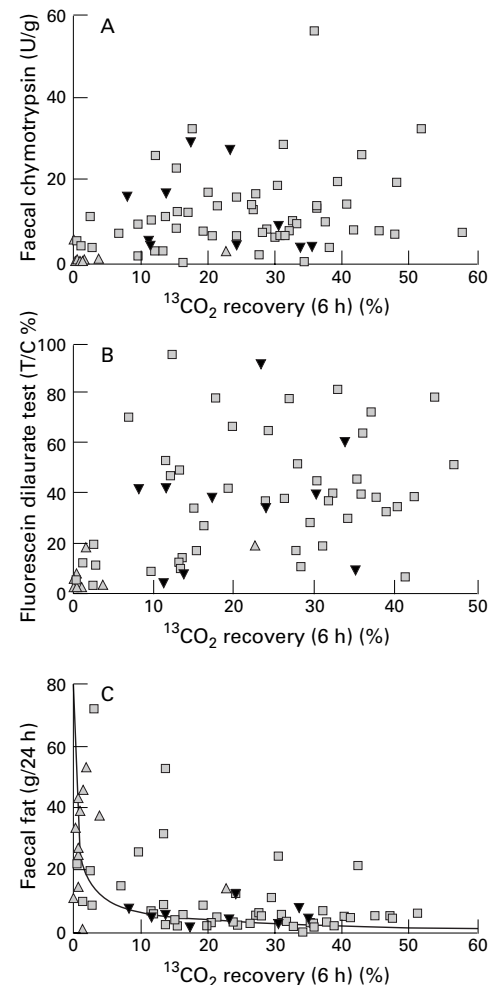 A
Faecal chymotrypsin (U/g)
60
40
20
0
0 10 20 30 40 50 60
¹³CO₂ recovery (6 h) (%)
B
Fluorescein dilaurate test (T/C %)
100
80
60
40
20
0
0 10 20 30 40 50
¹³CO₂ recovery (6 h) (%)
C
Faecal fat (g/24 h)
80
60
40
20
0
0 10 20 30 40 50 60
¹³CO₂ recovery (6 h) (%)